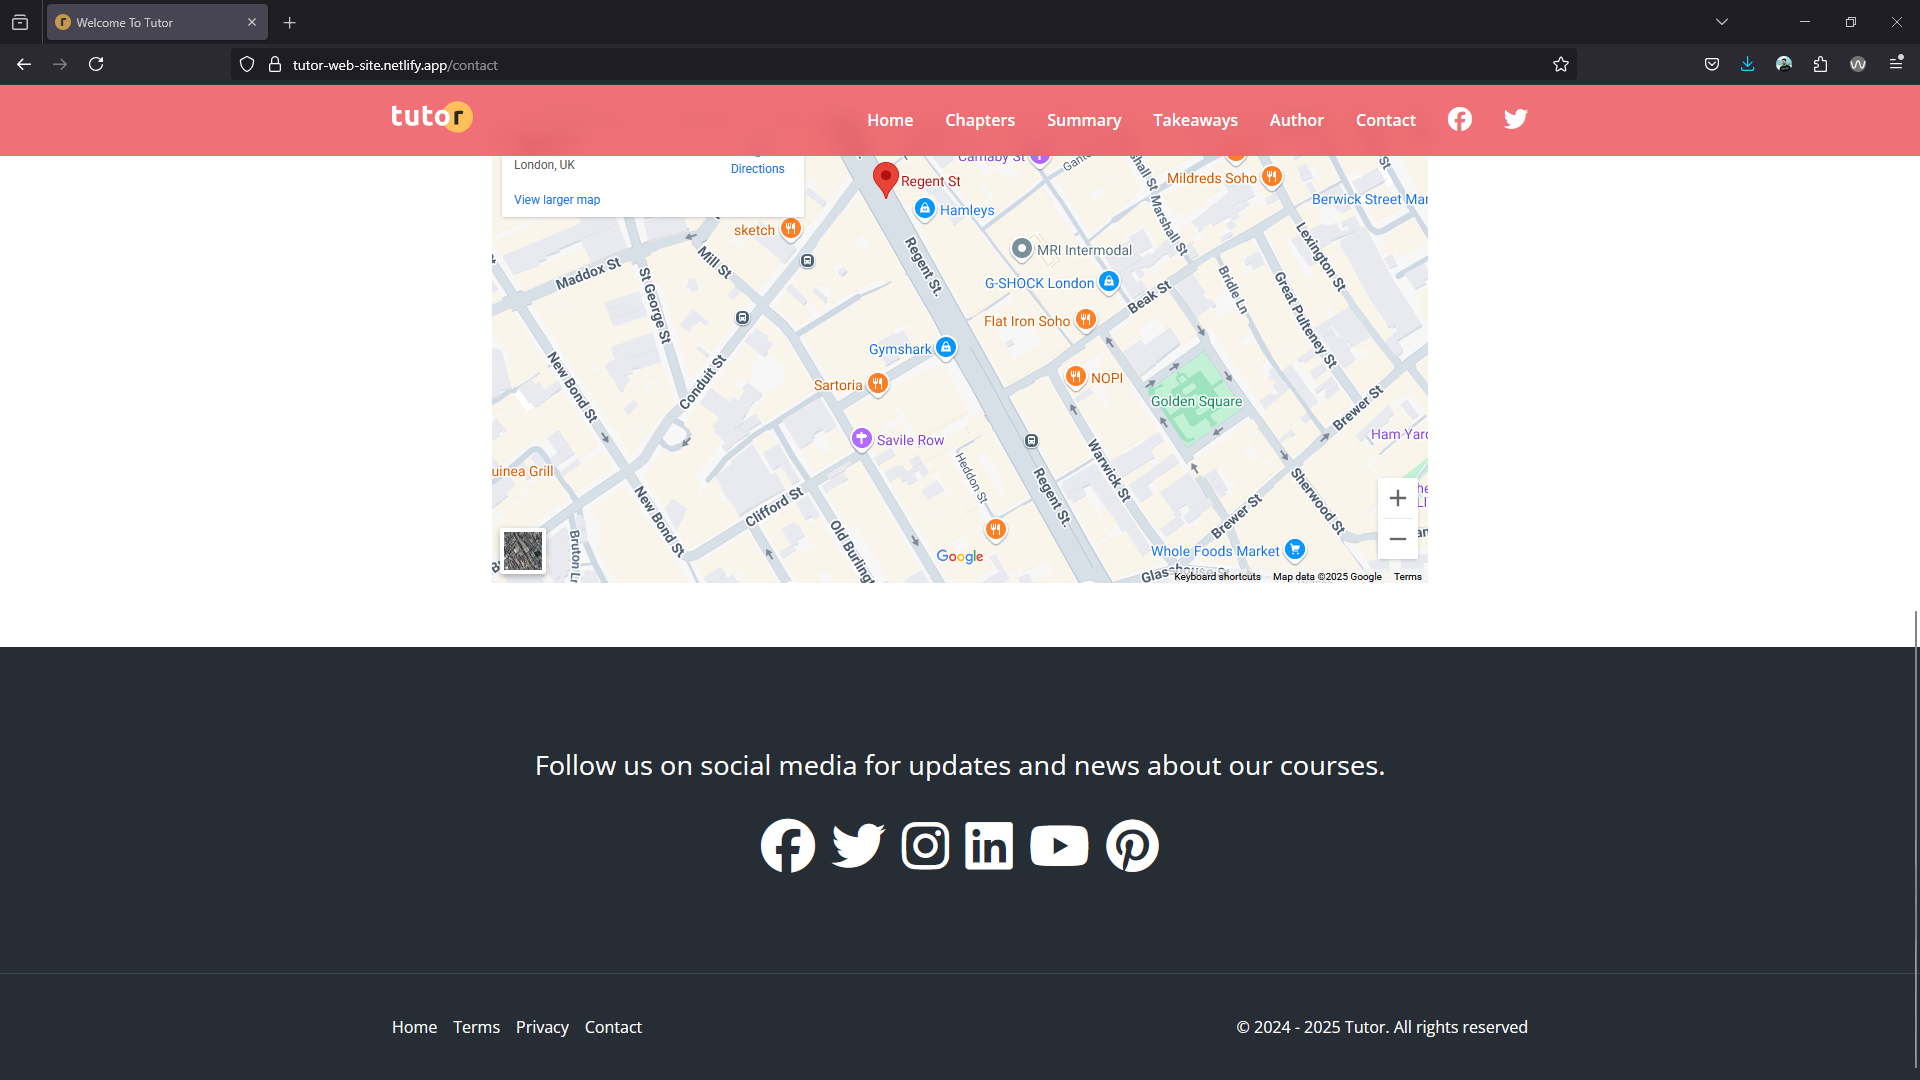 Welcome To Tutor
tutor-web-site.netlify.app/contact
tutor
Home Chapters Summary Takeaways Author Contact
London, UK
Directions
View larger map
Carnaby St
Regent St
Mildreds Soho
Hamleys
Berwick Street Mar
sketch
Marshall St
MRI Intermodal
Lexington St
Maddox St
Mill St
St George St
Regent St.
G-SHOCK London
Beak St
Bridle Ln
Great Pulteney St
Flat Iron Soho
Gymshark
Conduit St
New Bond St
Sartoria
NOPI
Golden Square
Brewer St
Savile Row
Ham Yard
uinea Grill
Heddon St
Warwick St
Regent St.
Sherwood St
New Bond St
Clifford St
Old Burling
Brewer St
Bruton Ln
Google
Whole Foods Market
Keyboard shortcuts Map data ©2025 Google Terms
Follow us on social media for updates and news about our courses.
Home Terms Privacy Contact
© 2024 - 2025 Tutor. All rights reserved